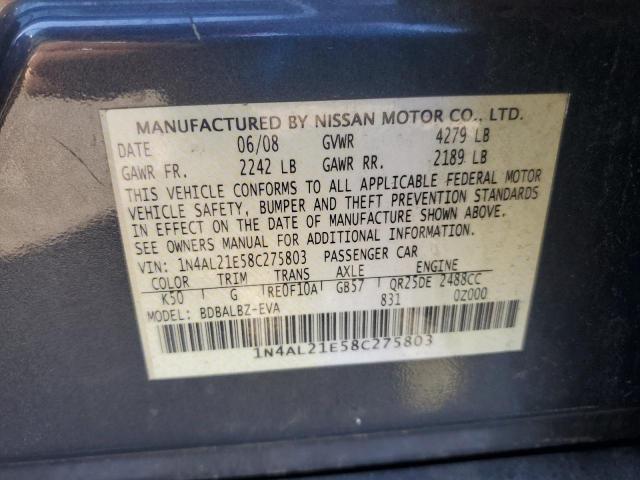 MANUFACTURED BY NISSAN MOTOR CO., LTD.
DATE 06/08 GVWR 4279 LB
GAWR FR. 2242 LB GAWR RR. 2189 LB
THIS VEHICLE CONFORMS TO ALL APPLICABLE FEDERAL MOTOR
VEHICLE SAFETY, BUMPER AND THEFT PREVENTION STANDARDS
IN EFFECT ON THE DATE OF MANUFACTURE SHOWN ABOVE.
SEE OWNERS MANUAL FOR ADDITIONAL INFORMATION.
VIN: 1N4AL21E58C275803 PASSENGER CAR
COLOR TRIM TRANS AXLE ENGINE
K50 G RE0F10A GB57 QR25DE 2488CC
MODEL: BDBALBZ-EVA 831 0Z000
1N4AL21E58C275803